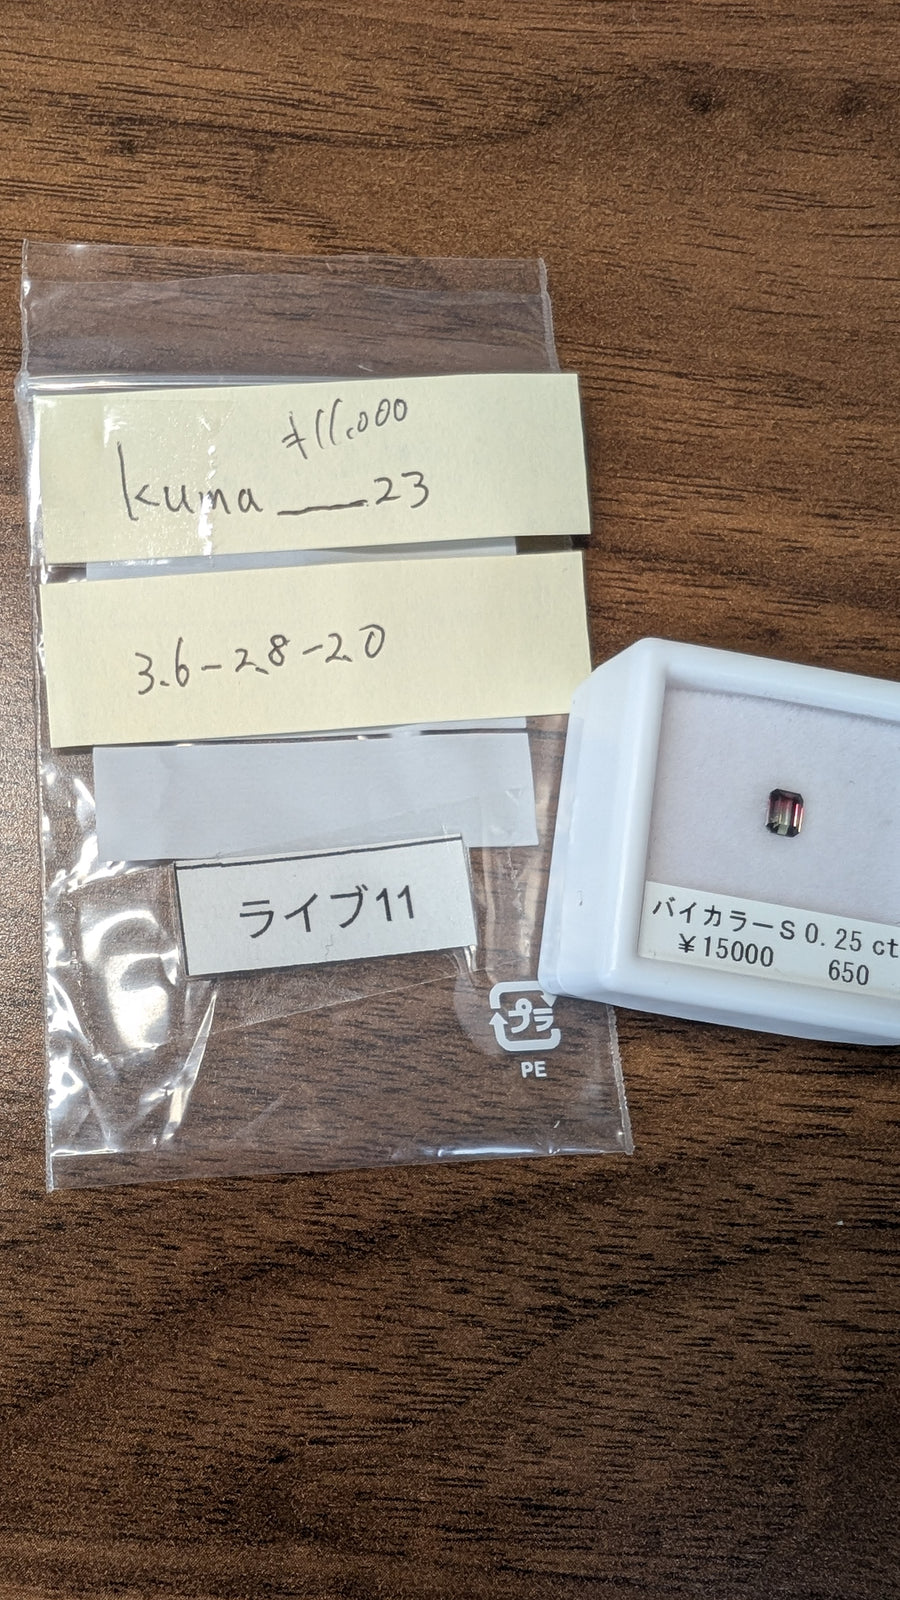 ¥11,000
kuma___23
3.6-2.8-2.0
ライブ11
プラ
PE
バイカラーS 0.25 ct
¥15000 650